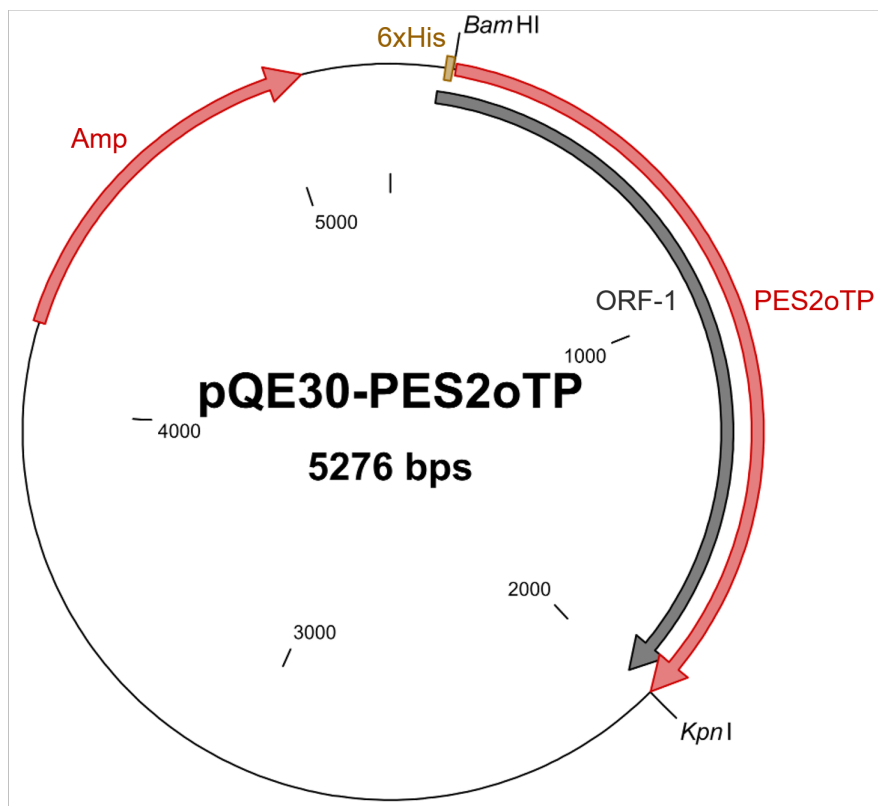 6xHis
BamHI
Amp
5000
ORF-1
PES2oTP
1000
pQE30-PES2oTP
4000
5276 bps
2000
3000
KpnI